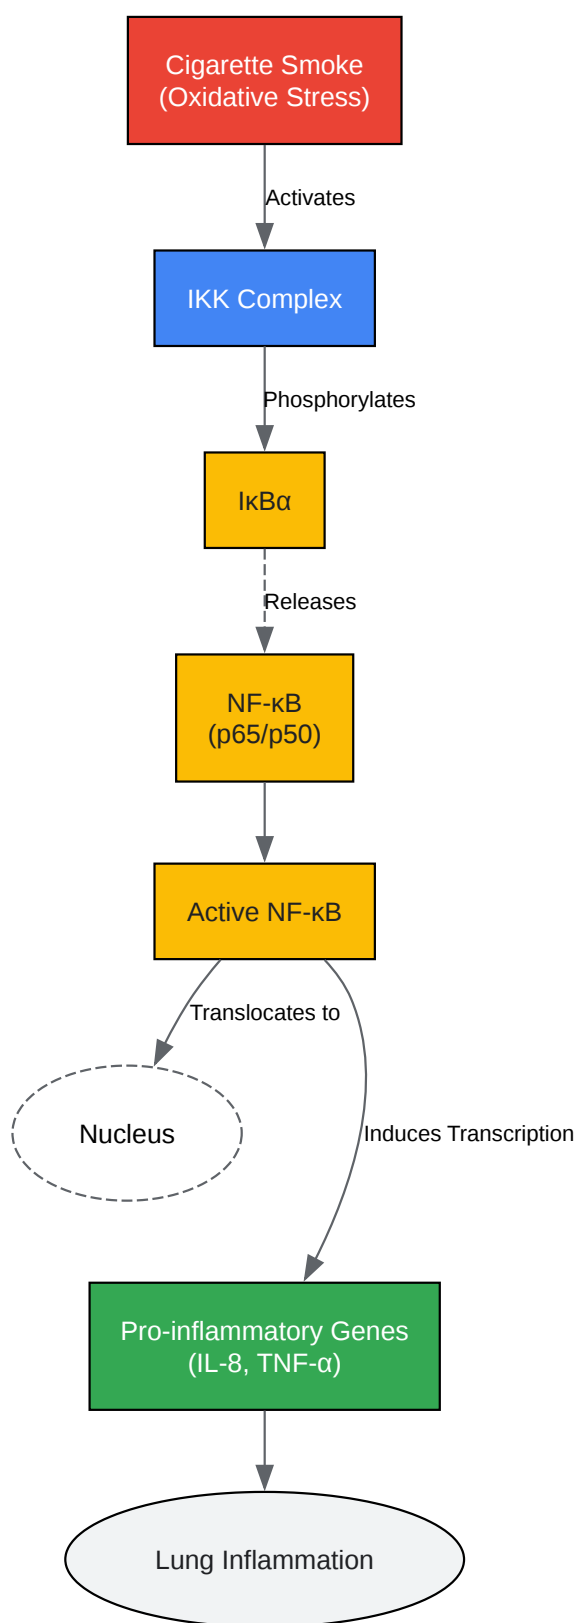 Cigarette Smoke
(Oxidative Stress)
Activates
IKK Complex
Phosphorylates
IκBα
Releases
NF-κB
(p65/p50)
Active NF-κB
Translocates to
Nucleus
Induces Transcription
Pro-inflammatory Genes
(IL-8, TNF-α)
Lung Inflammation